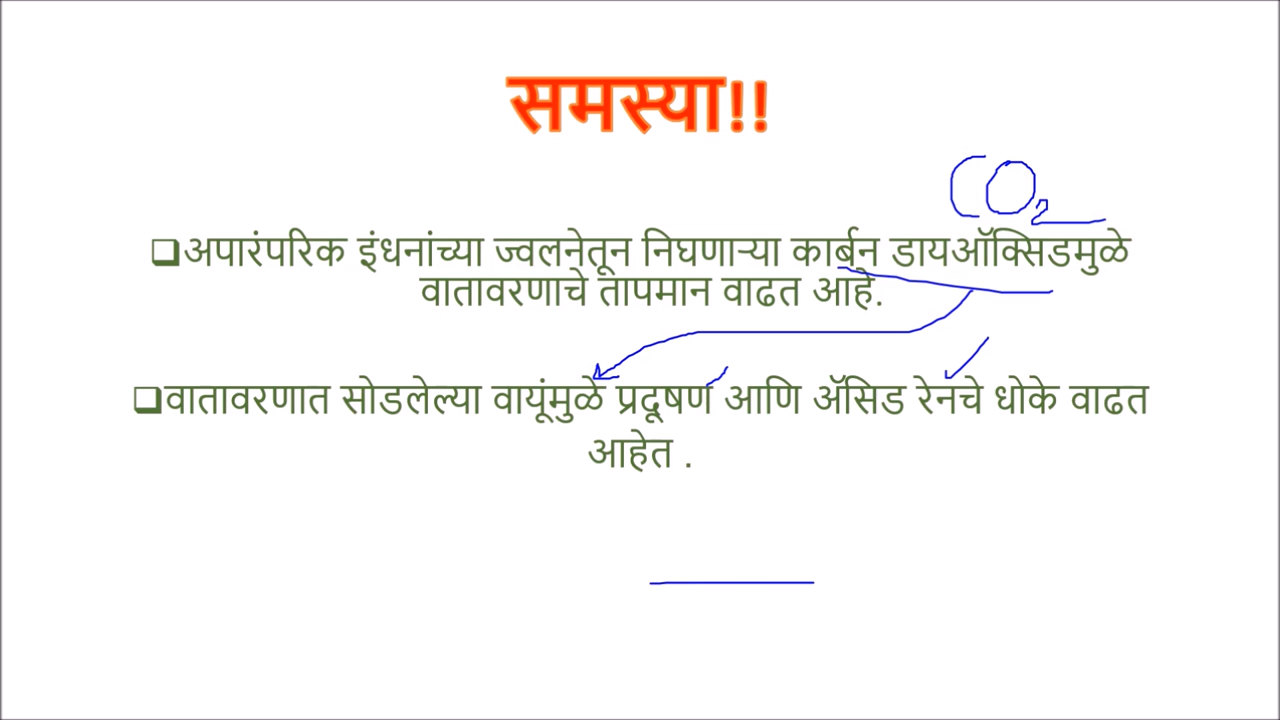 समस्या!!
CO2
❑अपारंपरिक इंधनांच्या ज्वलनेतून निघणाऱ्या कार्बन डायऑक्सिडमुळे
वातावरणाचे तापमान वाढत आहे.
❑वातावरणात सोडलेल्या वायूंमुळे प्रदूषण आणि ॲसिड रेनचे धोके वाढत
आहेत .